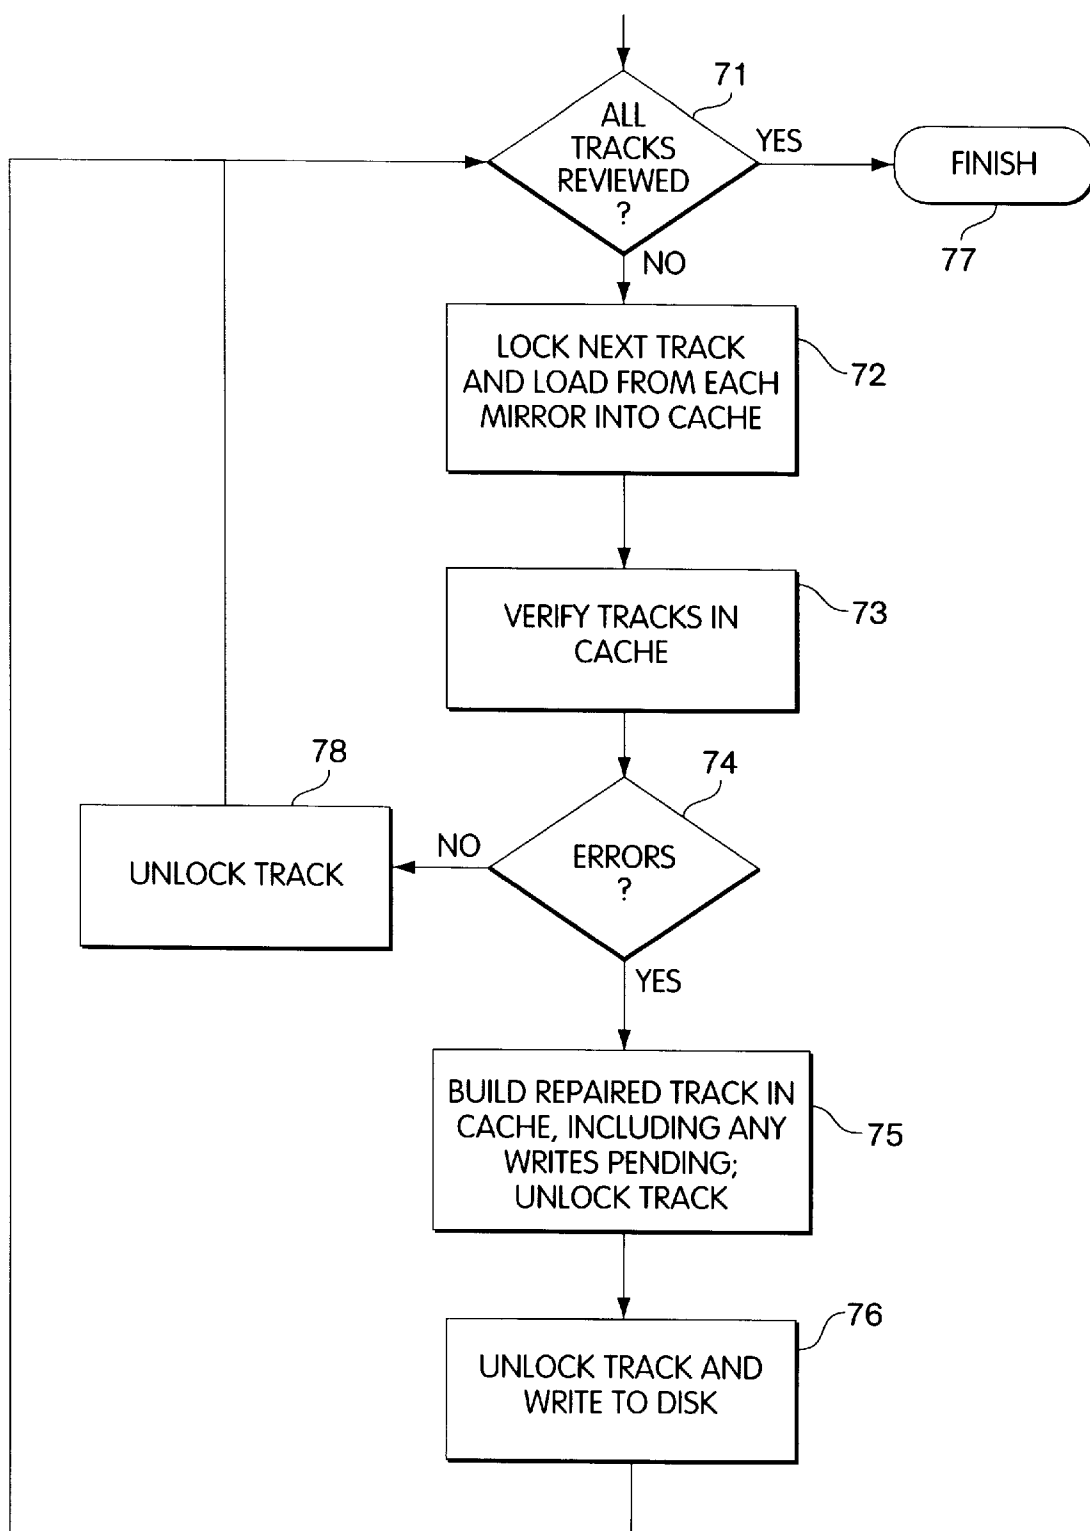 71
ALL
TRACKS
REVIEWED
?
YES
FINISH
77
NO
LOCK NEXT TRACK
AND LOAD FROM EACH
MIRROR INTO CACHE
72
VERIFY TRACKS IN
CACHE
73
78
UNLOCK TRACK
NO
74
ERRORS
?
YES
BUILD REPAIRED TRACK IN
CACHE, INCLUDING ANY
WRITES PENDING;
UNLOCK TRACK
75
UNLOCK TRACK AND
WRITE TO DISK
76